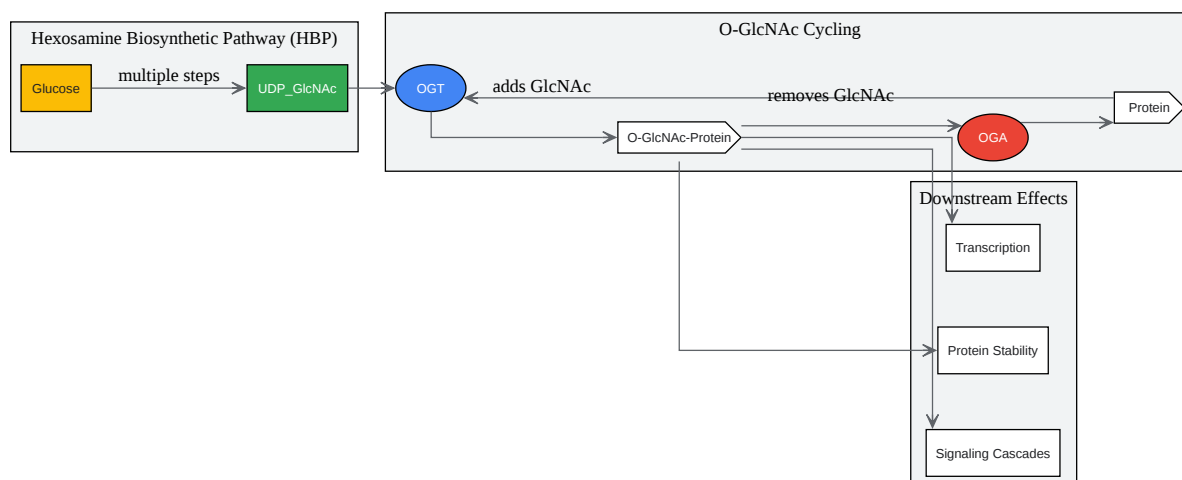 Hexosamine Biosynthetic Pathway (HBP)
Glucose
multiple steps
UDP_GlcNAc
O-GlcNAc Cycling
OGT
adds GlcNAc
removes GlcNAc
Protein
O-GlcNAc-Protein
OGA
Downstream Effects
Transcription
Protein Stability
Signaling Cascades